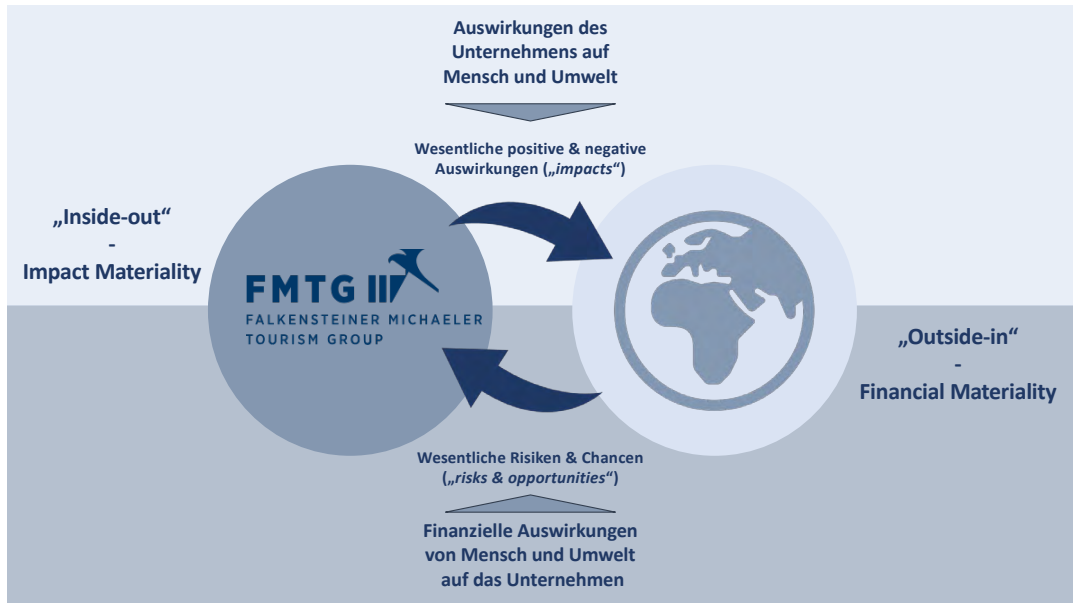 Auswirkungen des
Unternehmens auf
Mensch und Umwelt
Wesentliche positive & negative
Auswirkungen („impacts“)
„Inside-out“
-
Impact Materiality
FMTG
FALKENSTEINER MICHAELER
TOURISM GROUP
„Outside-in“
-
Financial Materiality
Wesentliche Risiken & Chancen
(„risks & opportunities“)
Finanzielle Auswirkungen
von Mensch und Umwelt
auf das Unternehmen